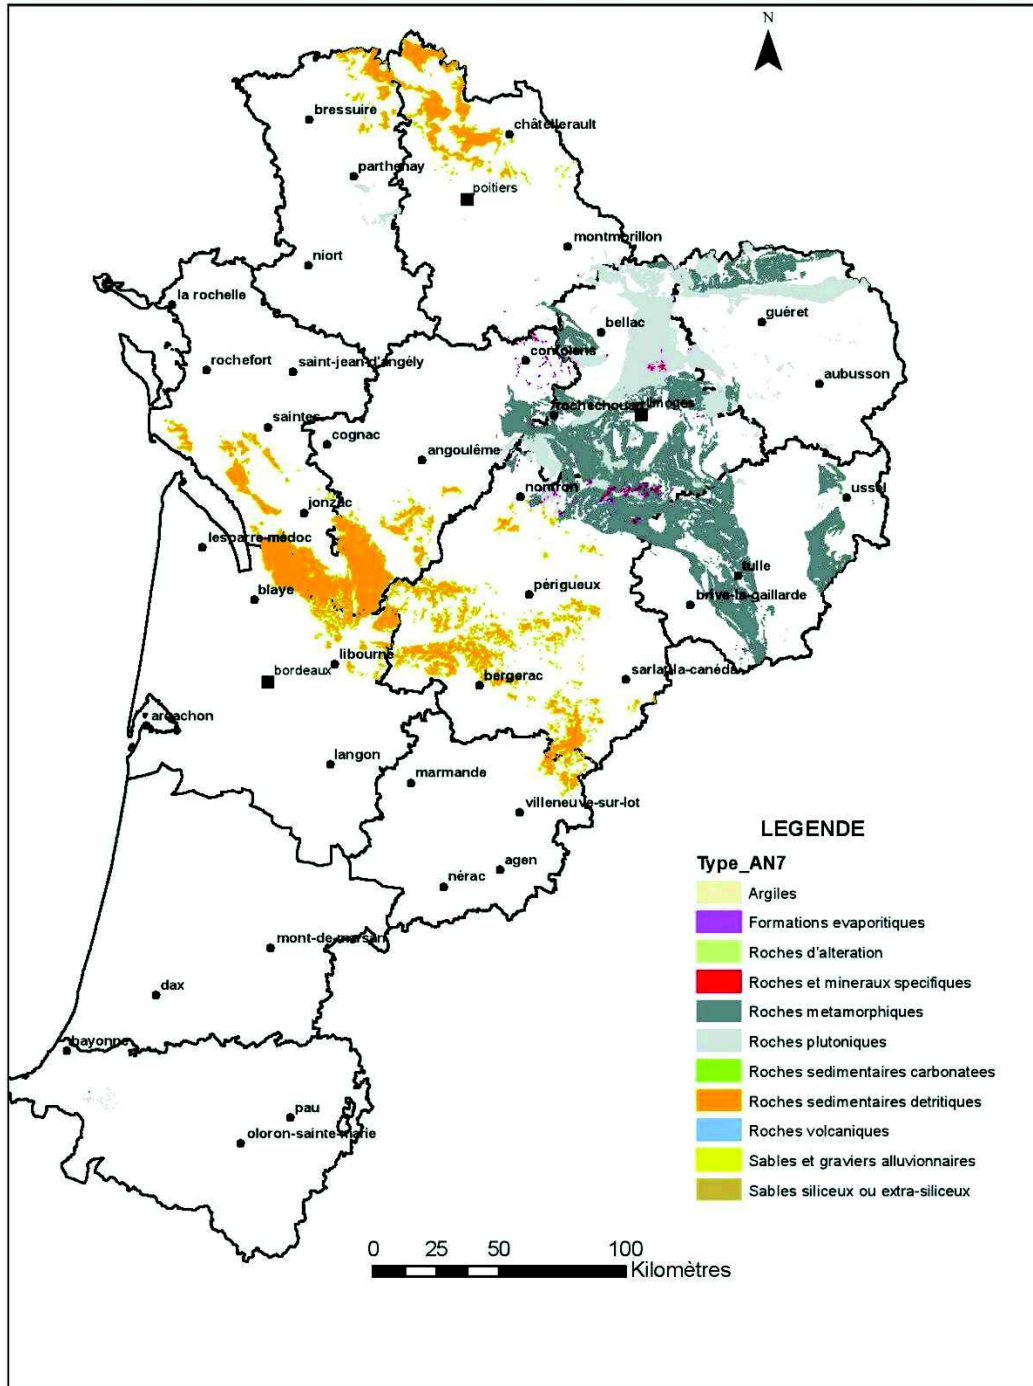 N
bressuire
châtellerault
parthenay
poitiers
montmorillon
niort
la rochelle
guéret
bellac
confolens
rochefort
saint-jean-d'angély
aubusson
rochechouart
limoges
saintes
cognac
angoulême
nontron
ussel
jonzac
lesparre-médoc
tulle
périgueux
blaye
brive-la-gaillarde
libourne
bordeaux
bergerac
sarlat-la-canéda
arcachon
langon
marmande
villeneuve-sur-lot
agen
nérac
mont-de-marsan
dax
bayonne
pau
oloron-sainte-marie
LEGENDE
Type_AN7
Argiles
Formations evaporitiques
Roches d'alteration
Roches et mineraux specifiques
Roches metamorphiques
Roches plutoniques
Roches sedimentaires carbonatees
Roches sedimentaires detritiques
Roches volcaniques
Sables et graviers alluvionnaires
Sables siliceux ou extra-siliceux
0 25 50 100
Kilomètres